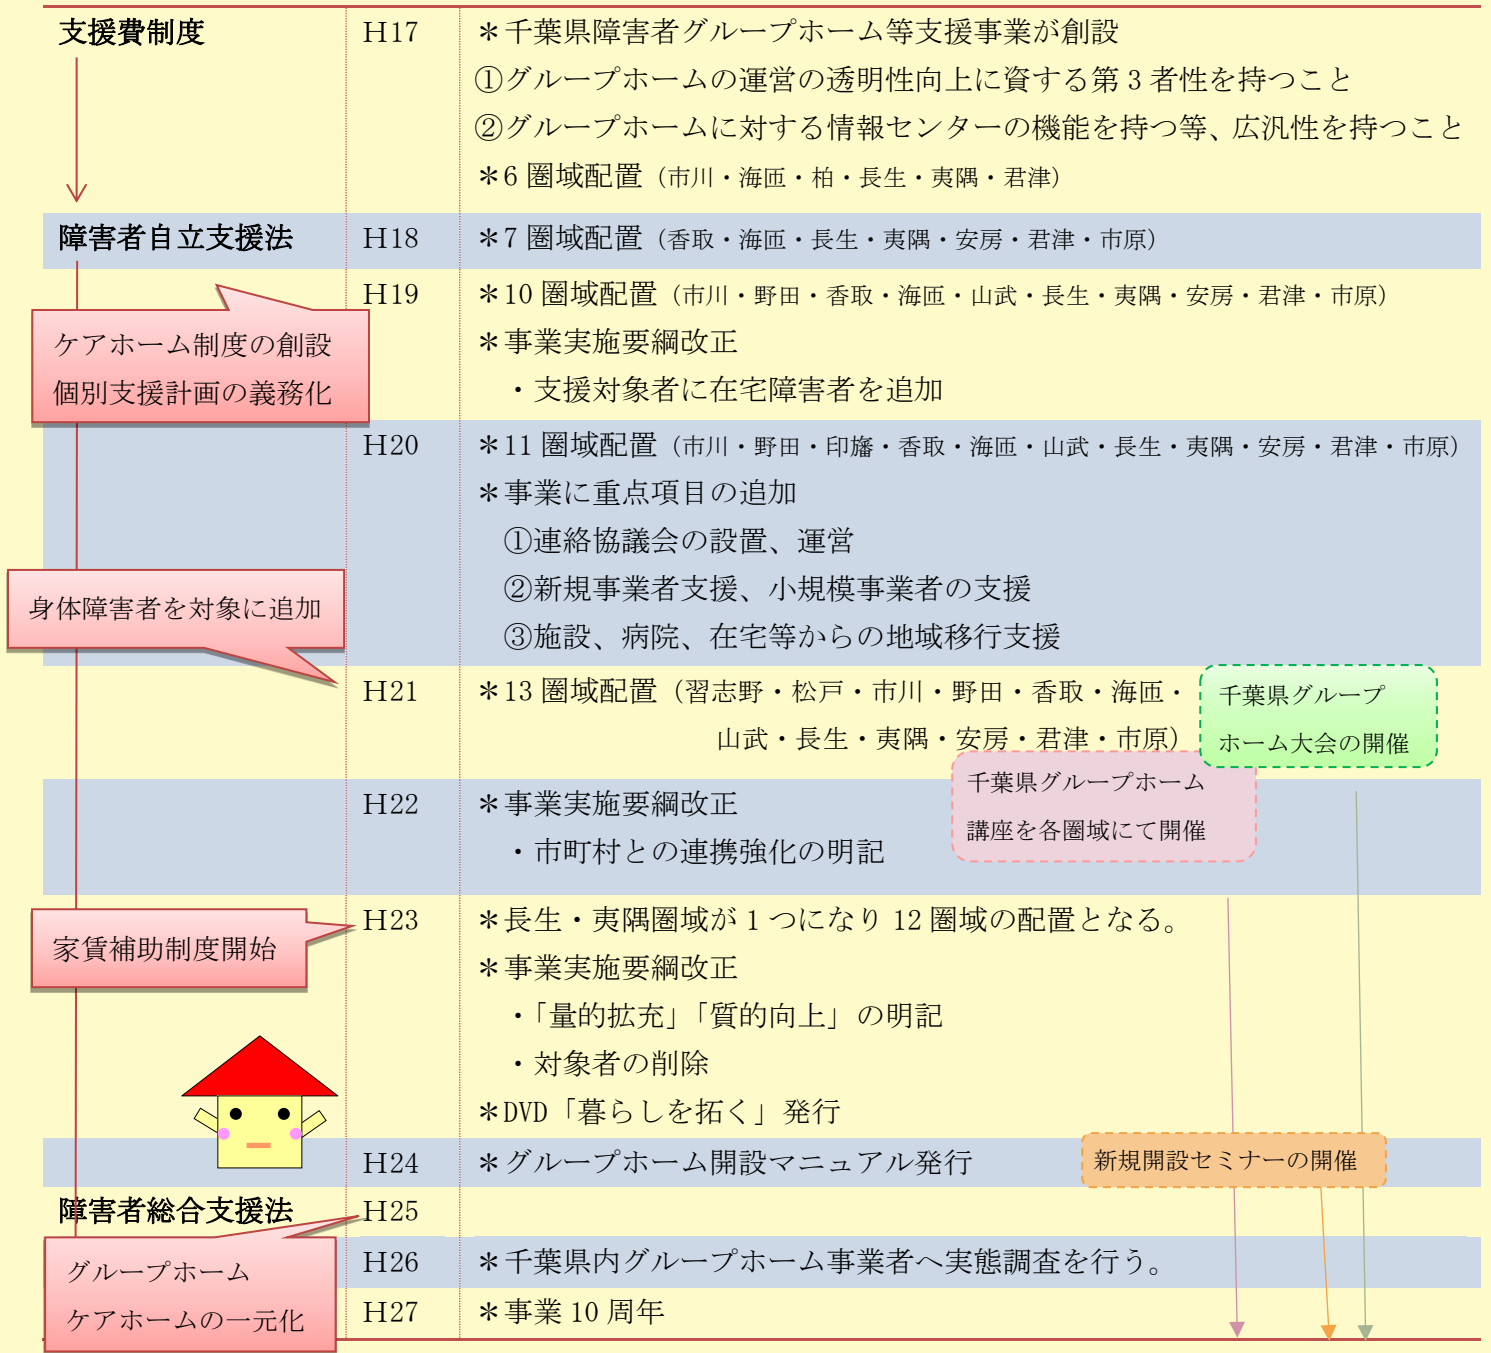 支援費制度
H17
＊千葉県障害者グループホーム等支援事業が創設
①グループホームの運営の透明性向上に資する第3者性を持つこと
②グループホームに対する情報センターの機能を持つ等、広汎性を持つこと
＊6圏域配置（市川・海匝・柏・長生・夷隅・君津）
障害者自立支援法
H18
＊7圏域配置（香取・海匝・長生・夷隅・安房・君津・市原）
H19
＊10圏域配置（市川・野田・香取・海匝・山武・長生・夷隅・安房・君津・市原）
＊事業実施要綱改正
・支援対象者に在宅障害者を追加
ケアホーム制度の創設
個別支援計画の義務化
H20
＊11圏域配置（市川・野田・印旛・香取・海匝・山武・長生・夷隅・安房・君津・市原）
＊事業に重点項目の追加
①連絡協議会の設置、運営
②新規事業者支援、小規模事業者の支援
③施設、病院、在宅等からの地域移行支援
身体障害者を対象に追加
H21
＊13圏域配置（習志野・松戸・市川・野田・香取・海匝・
山武・長生・夷隅・安房・君津・市原）
千葉県グループ
ホーム大会の開催
千葉県グループホーム
講座を各圏域にて開催
H22
＊事業実施要綱改正
・市町村との連携強化の明記
H23
＊長生・夷隅圏域が1つになり12圏域の配置となる。
＊事業実施要綱改正
・「量的拡充」「質的向上」の明記
・対象者の削除
＊DVD「暮らしを拓く」発行
家賃補助制度開始
H24
＊グループホーム開設マニュアル発行
新規開設セミナーの開催
障害者総合支援法
H25
グループホーム
ケアホームの一元化
H26
＊千葉県内グループホーム事業者へ実態調査を行う。
H27
＊事業10周年